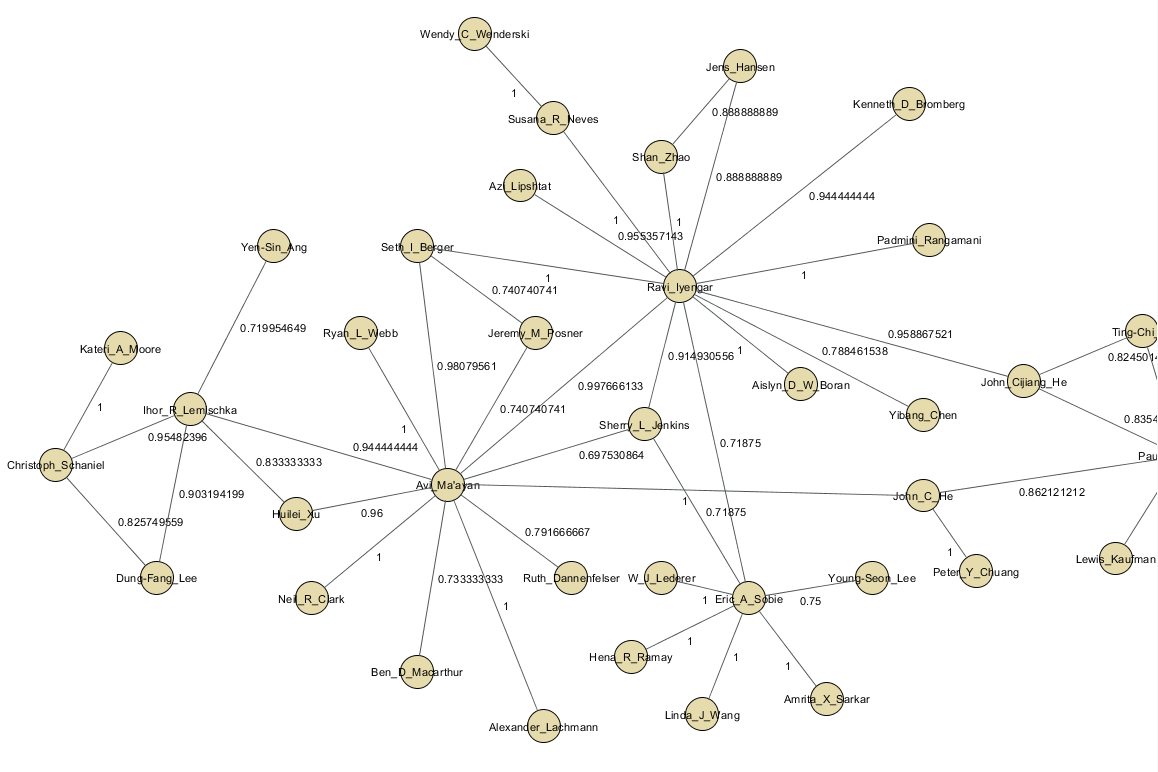 Wendy_C_Wenderski
Jens_Hansen
1
Kenneth_D_Bromberg
0.888888889
Susana_R_Neves
Shan_Zhao
0.888888889
Azi_Lipshtat
0.944444444
1
1
0.955357143
Padmini_Rangamani
Yen-Sin_Ang
Seth_I_Berger
1
1
0.740740741
Ravi_Iyengar
0.719954649
Ryan_L_Webb
Jeremy_M_Posner
0.958867521
Ting-Chi_
Kateri_A_Moore
0.914930556
1
0.788461538
0.8245014
0.98079561
0.997666133
Aislyn_D_W_Boran
John_Cijiang_He
1
Ihor_R_Lemischka
0.740740741
Yibang_Chen
0.8354
0.95482396
1
Sherry_L_Jenkins
0.944444444
0.71875
0.697530864
Pau
Christoph_Schaniel
0.833333333
Avi_Ma'ayan
0.903194199
1
John_C_He
0.862121212
Huilei_Xu
0.96
0.71875
0.825749559
0.791666667
1
1
Lewis_Kaufman
Dung-Fang_Lee
0.733333333
Ruth_Dannenfelser
W_J_Lederer
Young-Seon_Lee
Peter_Y_Chuang
Neil_R_Clark
1
1
Eric_A_Sobie
0.75
1
Hena_R_Ramay
1
1
Ben_D_Macarthur
Amrita_X_Sarkar
Linda_J_Wang
Alexander_Lachmann